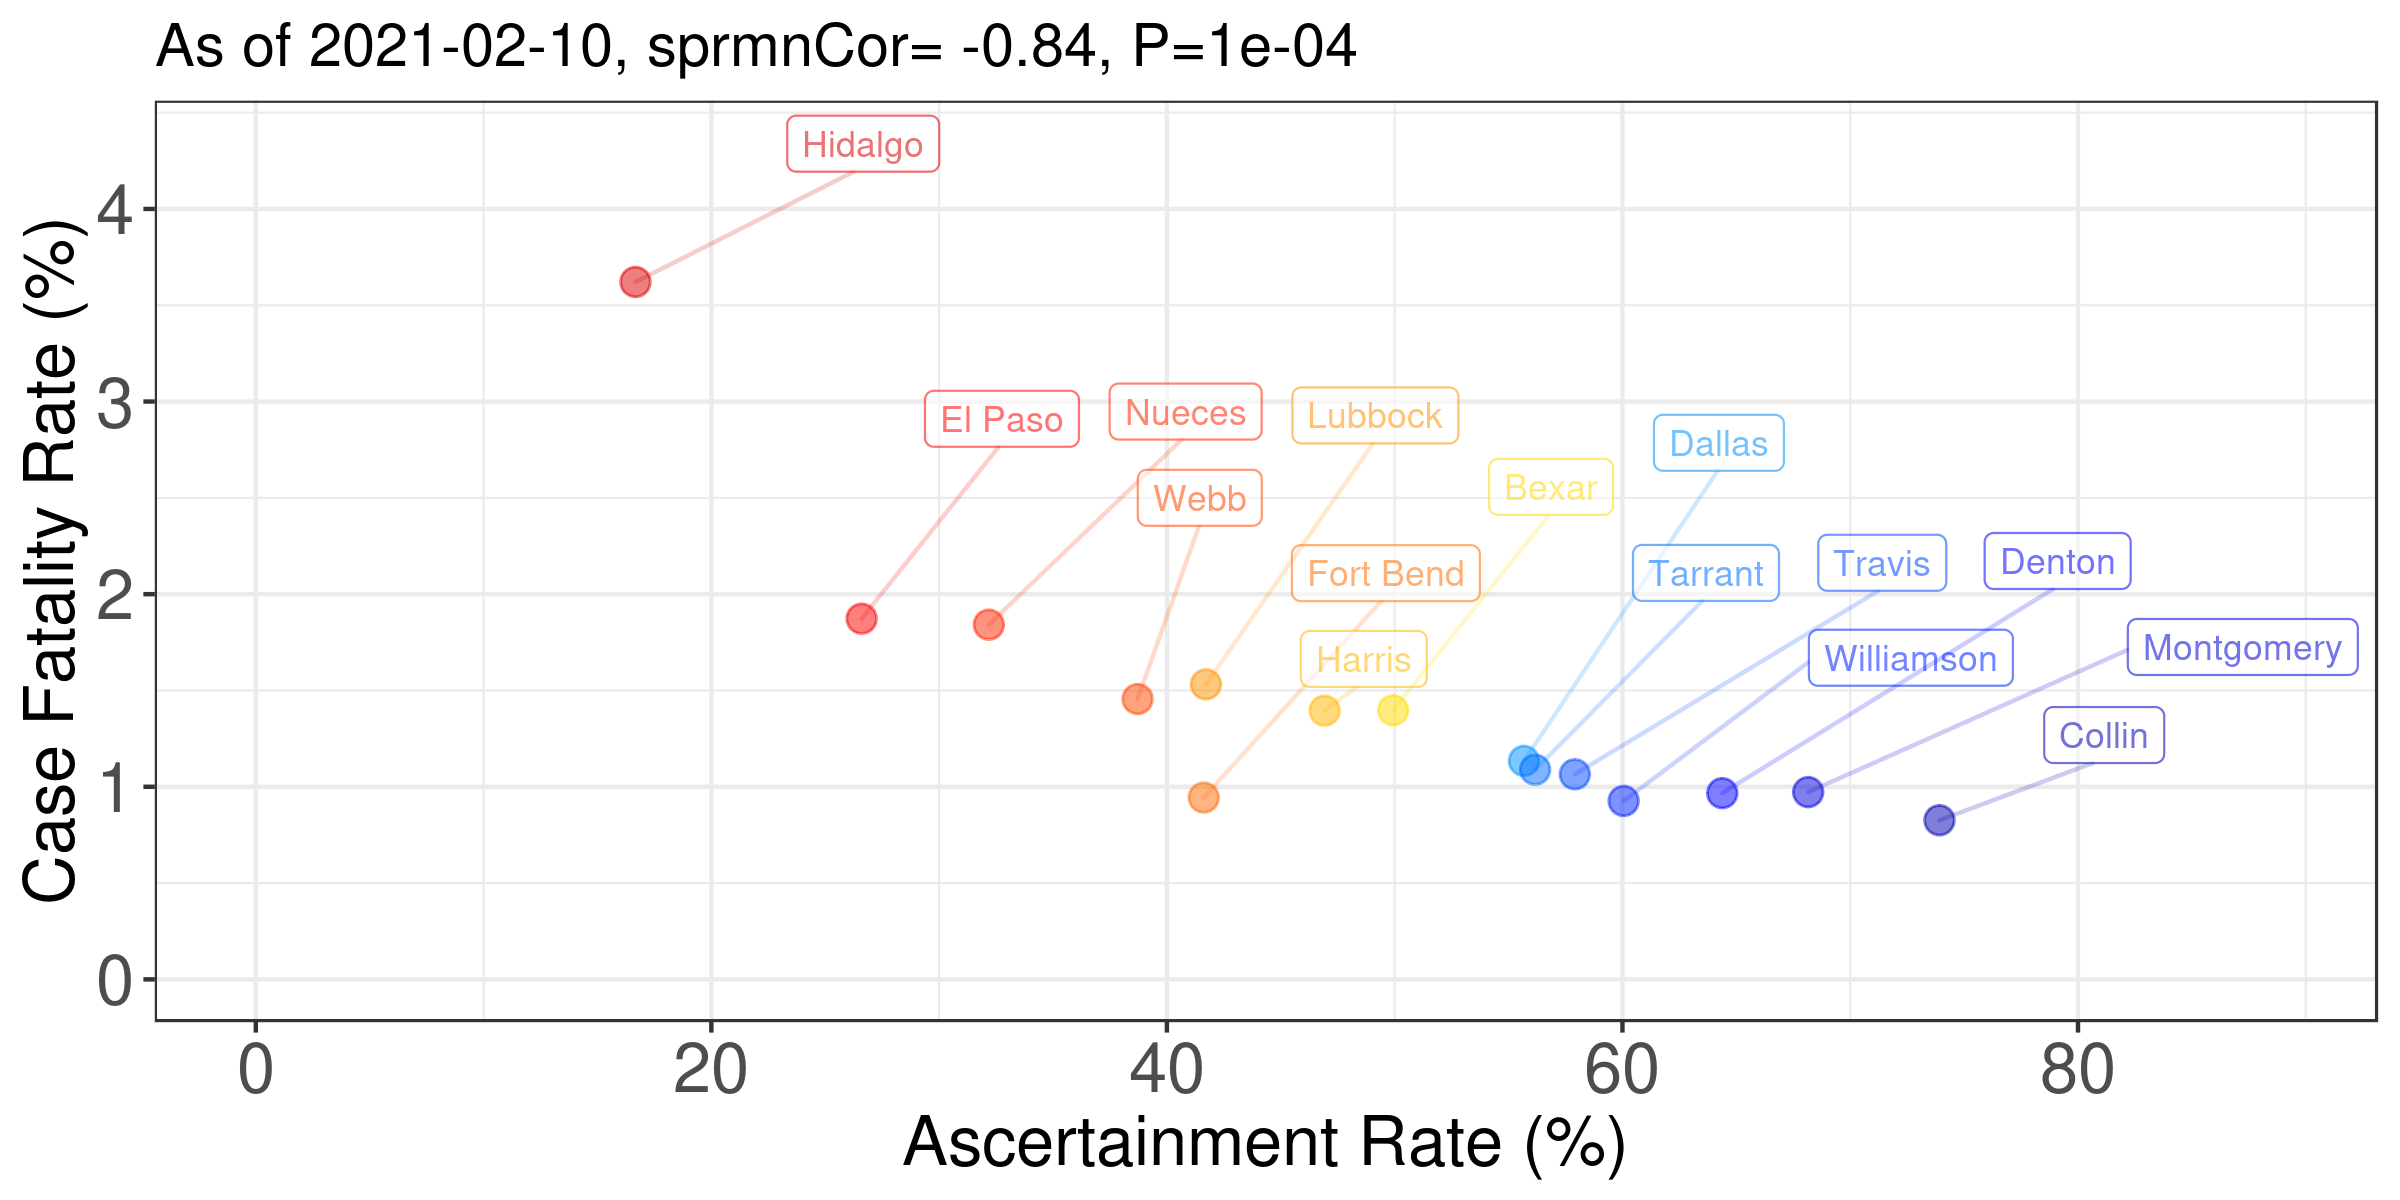 As of 2021-02-10, sprmnCor= -0.84, P=1e-04
Case Fatality Rate (%)
4
3
2
1
0
Hidalgo
El Paso
Nueces
Lubbock
Dallas
Webb
Bexar
Fort Bend
Tarrant
Travis
Denton
Harris
Williamson
Montgomery
Collin
0 20 40 60 80
Ascertainment Rate (%)